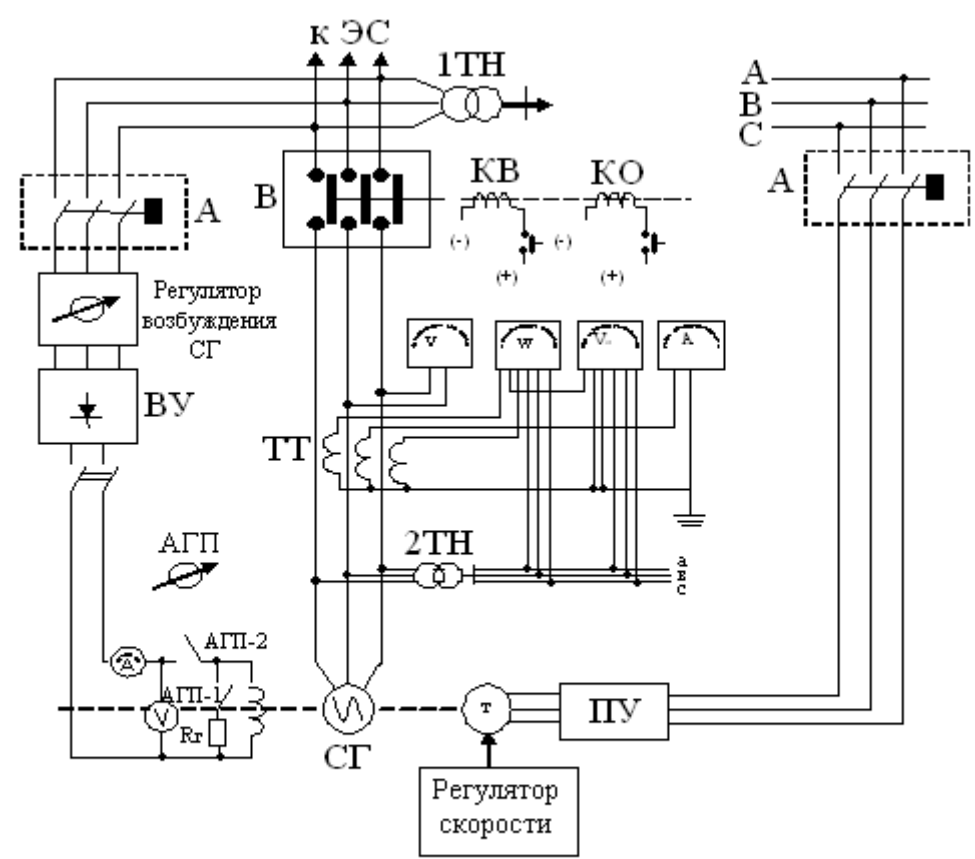 к ЭС
1ТН
А
В
С
А
В
КВ
КО
А
(-)
(+)
(-)
(+)
Регулятор
возбуждения
СГ
V
W
A
ВУ
ТТ
2ТН
а
в
с
АГП
АГП-2
A
АГП-1
V
Rг
СГ
Т
ПУ
Регулятор
скорости